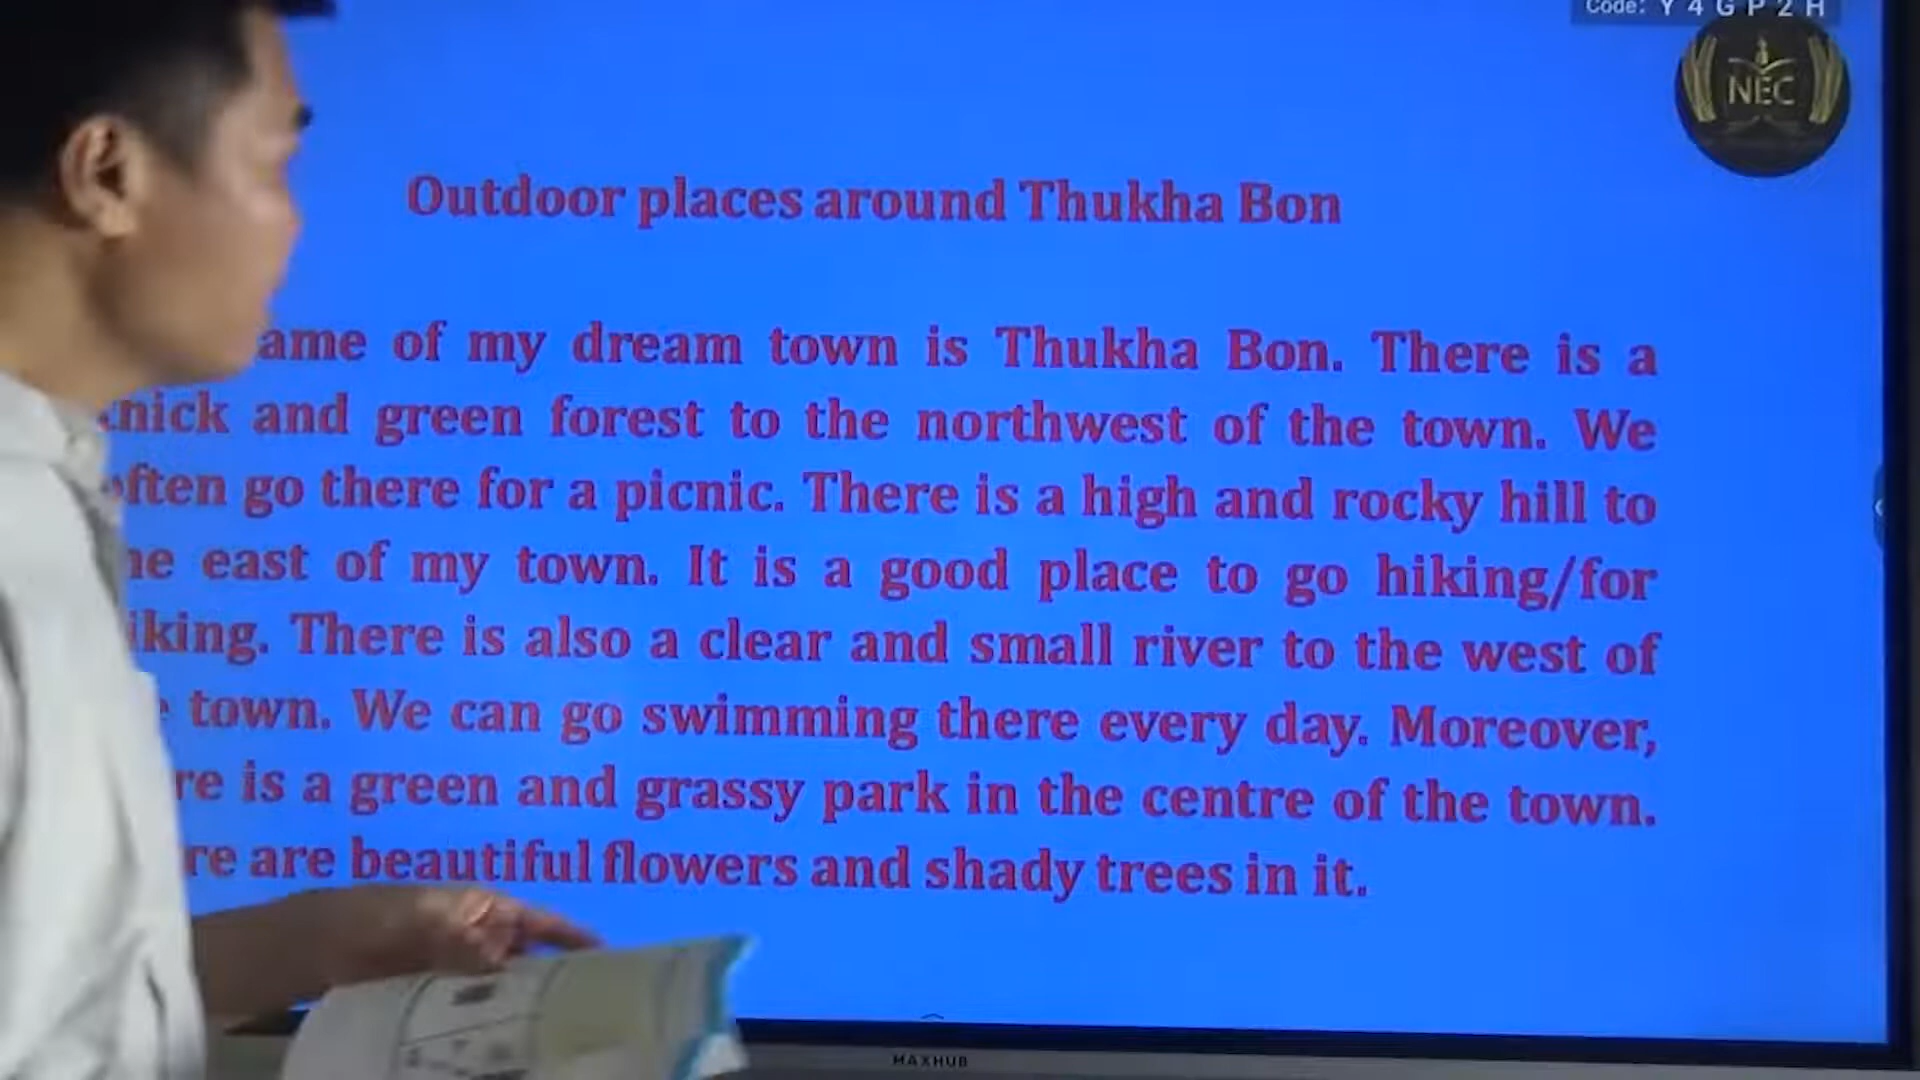 Code: Y 4 G P 2 H
NEC
Outdoor places around Thukha Bon
of my dream town is Thukha Bon. There is a
and green forest to the northwest of the town. We
go there for a picnic. There is a high and rocky hill to
east of my town. It is a good place to go hiking/for
There is also a clear and small river to the west of
town. We can go swimming there every day. Moreover,
is a green and grassy park in the centre of the town.
are beautiful flowers and shady trees in it.
MAXHUB